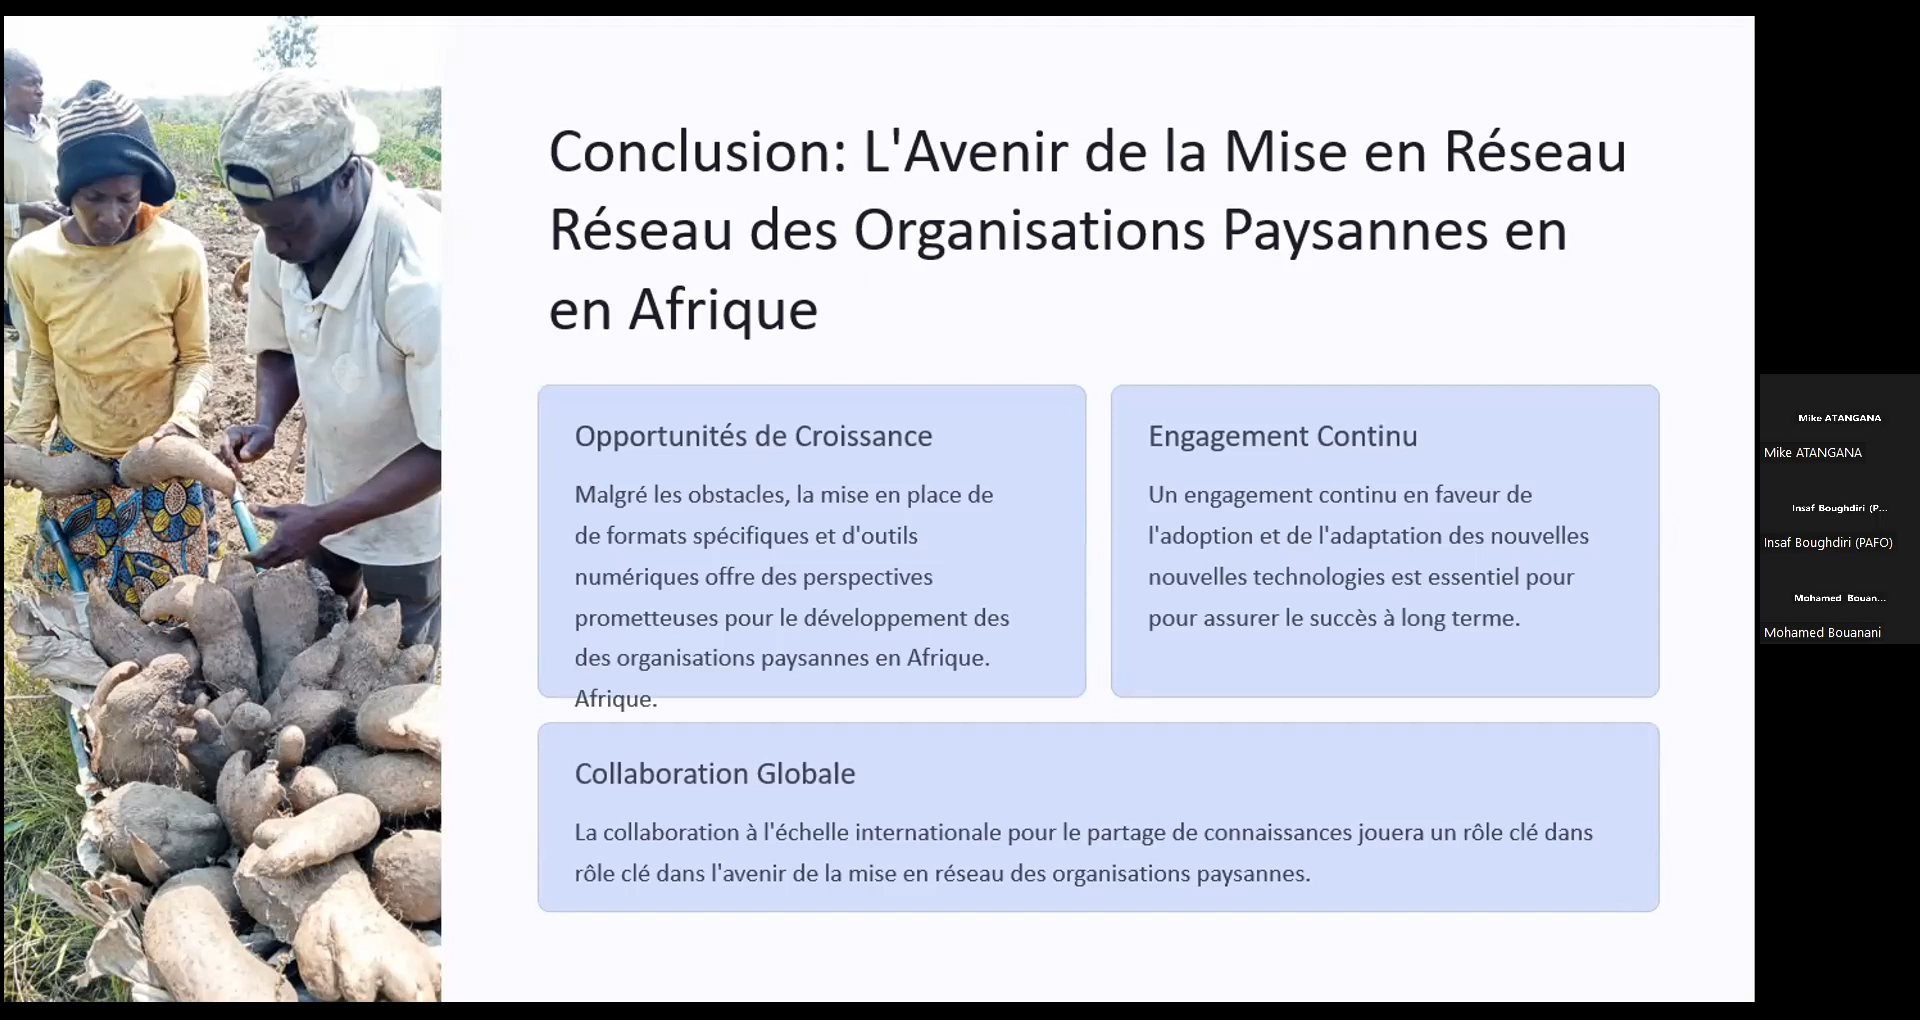 Conclusion: L'Avenir de la Mise en Réseau
Réseau des Organisations Paysannes en
en Afrique
Opportunités de Croissance
Malgré les obstacles, la mise en place de
de formats spécifiques et d'outils
numériques offre des perspectives
prometteuses pour le développement des
des organisations paysannes en Afrique.
Afrique.
Engagement Continu
Un engagement continu en faveur de
l'adoption et de l'adaptation des nouvelles
nouvelles technologies est essentiel pour
pour assurer le succès à long terme.
Collaboration Globale
La collaboration à l'échelle internationale pour le partage de connaissances jouera un rôle clé dans
rôle clé dans l'avenir de la mise en réseau des organisations paysannes.
Mike ATANGANA
Mike ATANGANA
Insaf Boughdiri (P...
Insaf Boughdiri (PAFO)
Mohamed Bouan...
Mohamed Bouanani